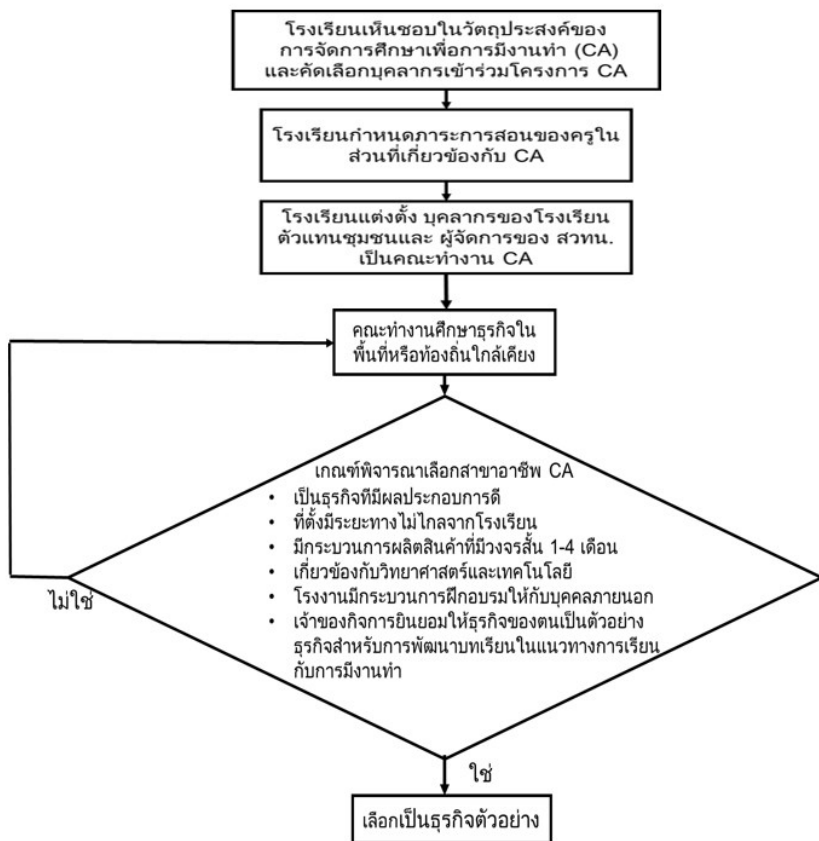 โรงเรียนเห็นชอบในวัตถุประสงค์ของ
การจัดการศึกษาเพื่อการมีงานทำ (CA)
และคัดเลือกบุคลากรเข้าร่วมโครงการ CA
โรงเรียนกำหนดภาระการสอนของครูใน
ส่วนที่เกี่ยวข้องกับ CA
โรงเรียนแต่งตั้ง บุคลากรของโรงเรียน
ตัวแทนชุมชนและ ผู้จัดการของ สวทน.
เป็นคณะทำงาน CA
คณะทำงานศึกษาธุรกิจใน
พื้นที่หรือท้องถิ่นใกล้เคียง
เกณฑ์พิจารณาเลือกสาขาอาชีพ CA
• เป็นธุรกิจทีมีผลประกอบการดี
• ที่ตั้งมีระยะทางไม่ไกลจากโรงเรียน
• มีกระบวนการผลิตสินค้าที่มีวงจรสั้น 1-4 เดือน
• เกี่ยวข้องกับวิทยาศาสตร์และเทคโนโลยี
• โรงงานมีกระบวนการฝึกอบรมให้กับบุคคลภายนอก
• เจ้าของกิจการยินยอมให้ธุรกิจของตนเป็นตัวอย่าง
ธุรกิจสำหรับการพัฒนาบทเรียนในแนวทางการเรียน
กับการมีงานทำ
ไม่ใช่
ใช่
เลือกเป็นธุรกิจตัวอย่าง